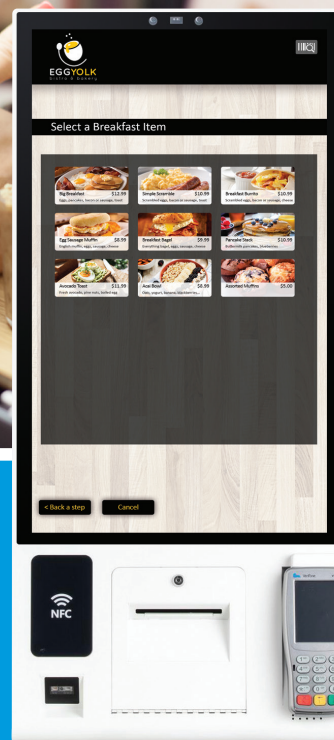 EGGYOLK
bistro & bakery
Select a Breakfast Item
Big Breakfast $12.99
Eggs, pancakes, bacon or sausage, toast
Simple Scramble $10.99
Scrambled eggs, bacon or sausage, toast
Breakfast Burrito $10.99
Scrambled eggs, bacon or sausage, cheese
Egg Sausage Muffin $8.99
English muffin, eggs, sausage, cheese
Breakfast Bagel $9.99
Everything bagel, eggs, sausage, cheese
Pancake Stack $10.99
Buttermilk pancakes, blueberries
Avocado Toast $11.99
Fresh avocado, pine nuts, boiled egg
Acai Bowl $8.99
Oats, yogurt, banana, blackberries...
Assorted Muffins $5.00
< Back a step
Cancel
NFC